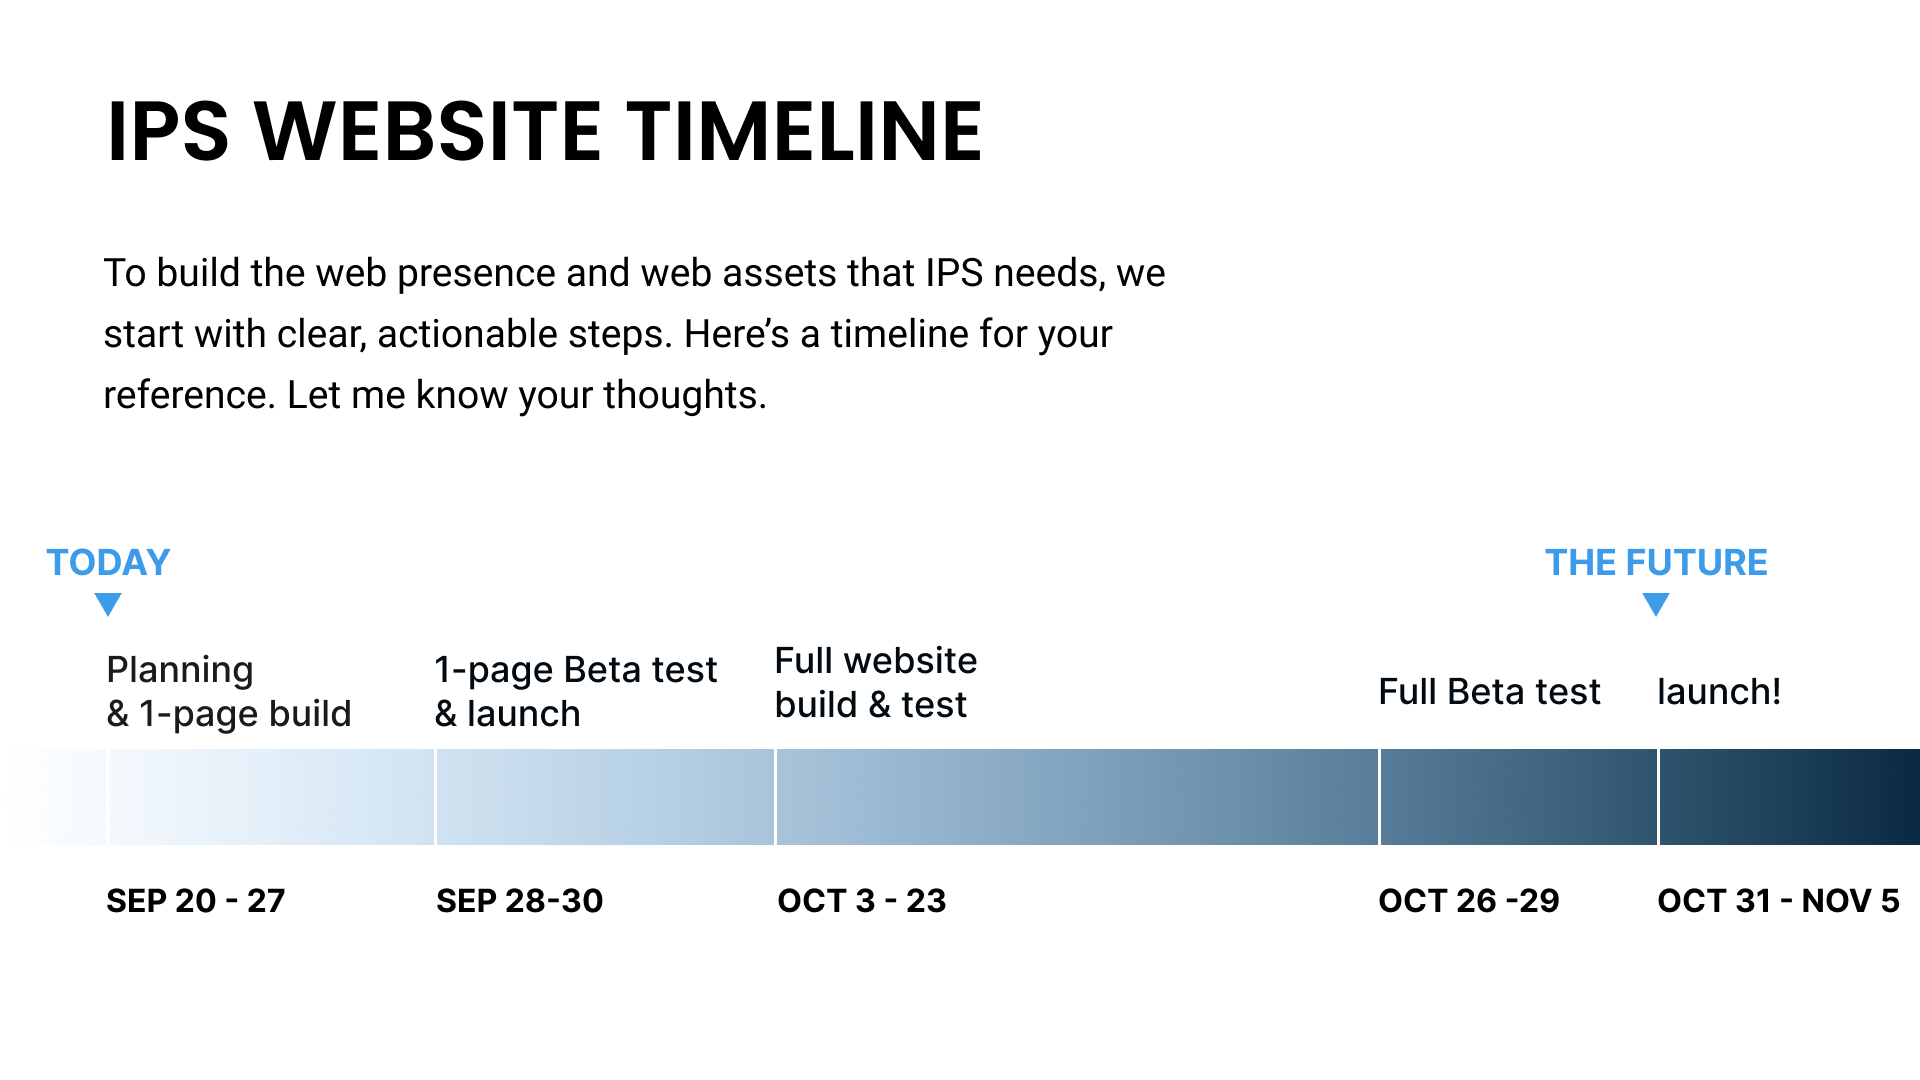 IPS WEBSITE TIMELINE
To build the web presence and web assets that IPS needs, we
start with clear, actionable steps. Here’s a timeline for your
reference. Let me know your thoughts.
TODAY
THE FUTURE
Planning
& 1-page build
1-page Beta test
& launch
Full website
build & test
Full Beta test
launch!
SEP 20 - 27
SEP 28-30
OCT 3 - 23
OCT 26 -29
OCT 31 - NOV 5